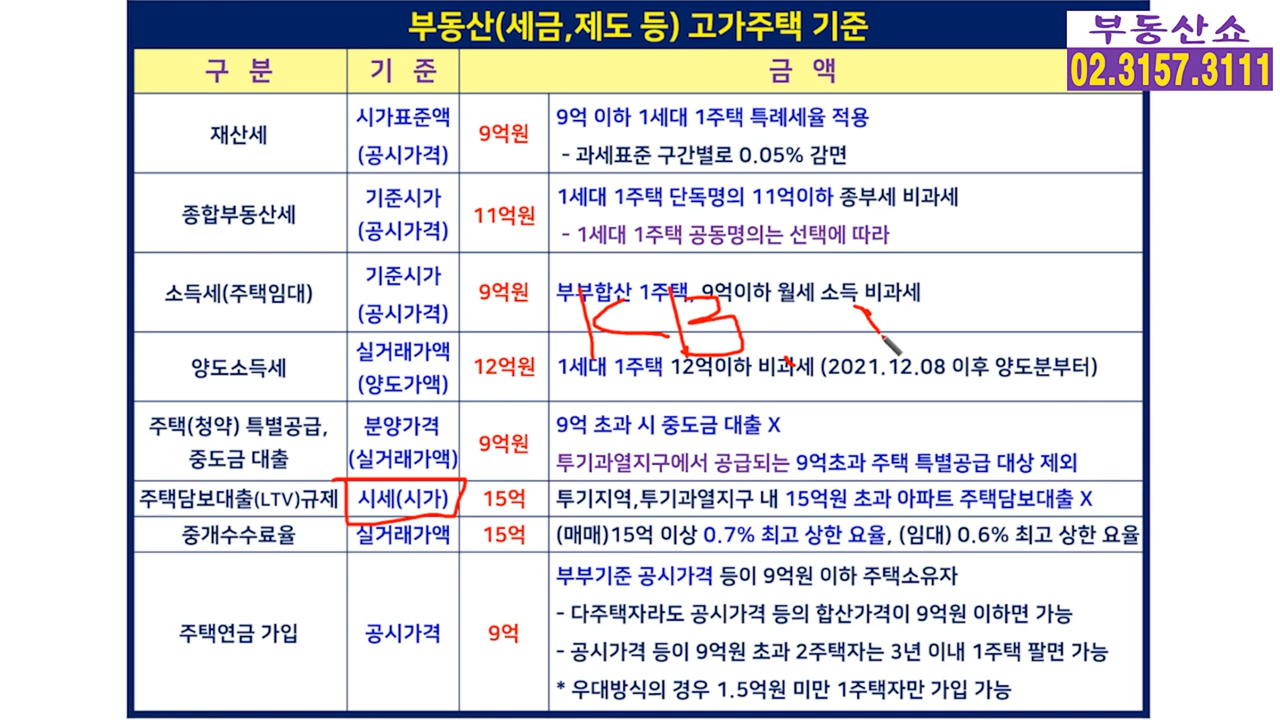 부동산(세금,제도 등) 고가주택 기준
부동산쇼
02.3157.3111
구 분 기 준 금 액
재산세
시가표준액
(공시가격)
9억원
9억 이하 1세대 1주택 특례세율 적용
- 과세표준 구간별로 0.05% 감면
종합부동산세
기준시가
(공시가격)
11억원
1세대 1주택 단독명의 11억이하 종부세 비과세
- 1세대 1주택 공동명의는 선택에 따라
소득세(주택임대)
기준시가
(공시가격)
9억원
부부합산 1주택, 9억이하 월세 소득 비과세
KB
양도소득세
실거래가액
(양도가액)
12억원
1세대 1주택 12억이하 비과세 (2021.12.08 이후 양도분부터)
주택(청약) 특별공급,
중도금 대출
분양가격
(실거래가액)
9억원
9억 초과 시 중도금 대출 X
투기과열지구에서 공급되는 9억초과 주택 특별공급 대상 제외
주택담보대출(LTV)규제 시세(시가) 15억 투기지역,투기과열지구 내 15억원 초과 아파트 주택담보대출 X
중개수수료율 실거래가액 15억 (매매)15억 이상 0.7% 최고 상한 요율, (임대) 0.6% 최고 상한 요율
주택연금 가입
공시가격
9억
부부기준 공시가격 등이 9억원 이하 주택소유자
- 다주택자라도 공시가격 등의 합산가격이 9억원 이하면 가능
- 공시가격 등이 9억원 초과 2주택자는 3년 이내 1주택 팔면 가능
* 우대방식의 경우 1.5억원 미만 1주택자만 가입 가능